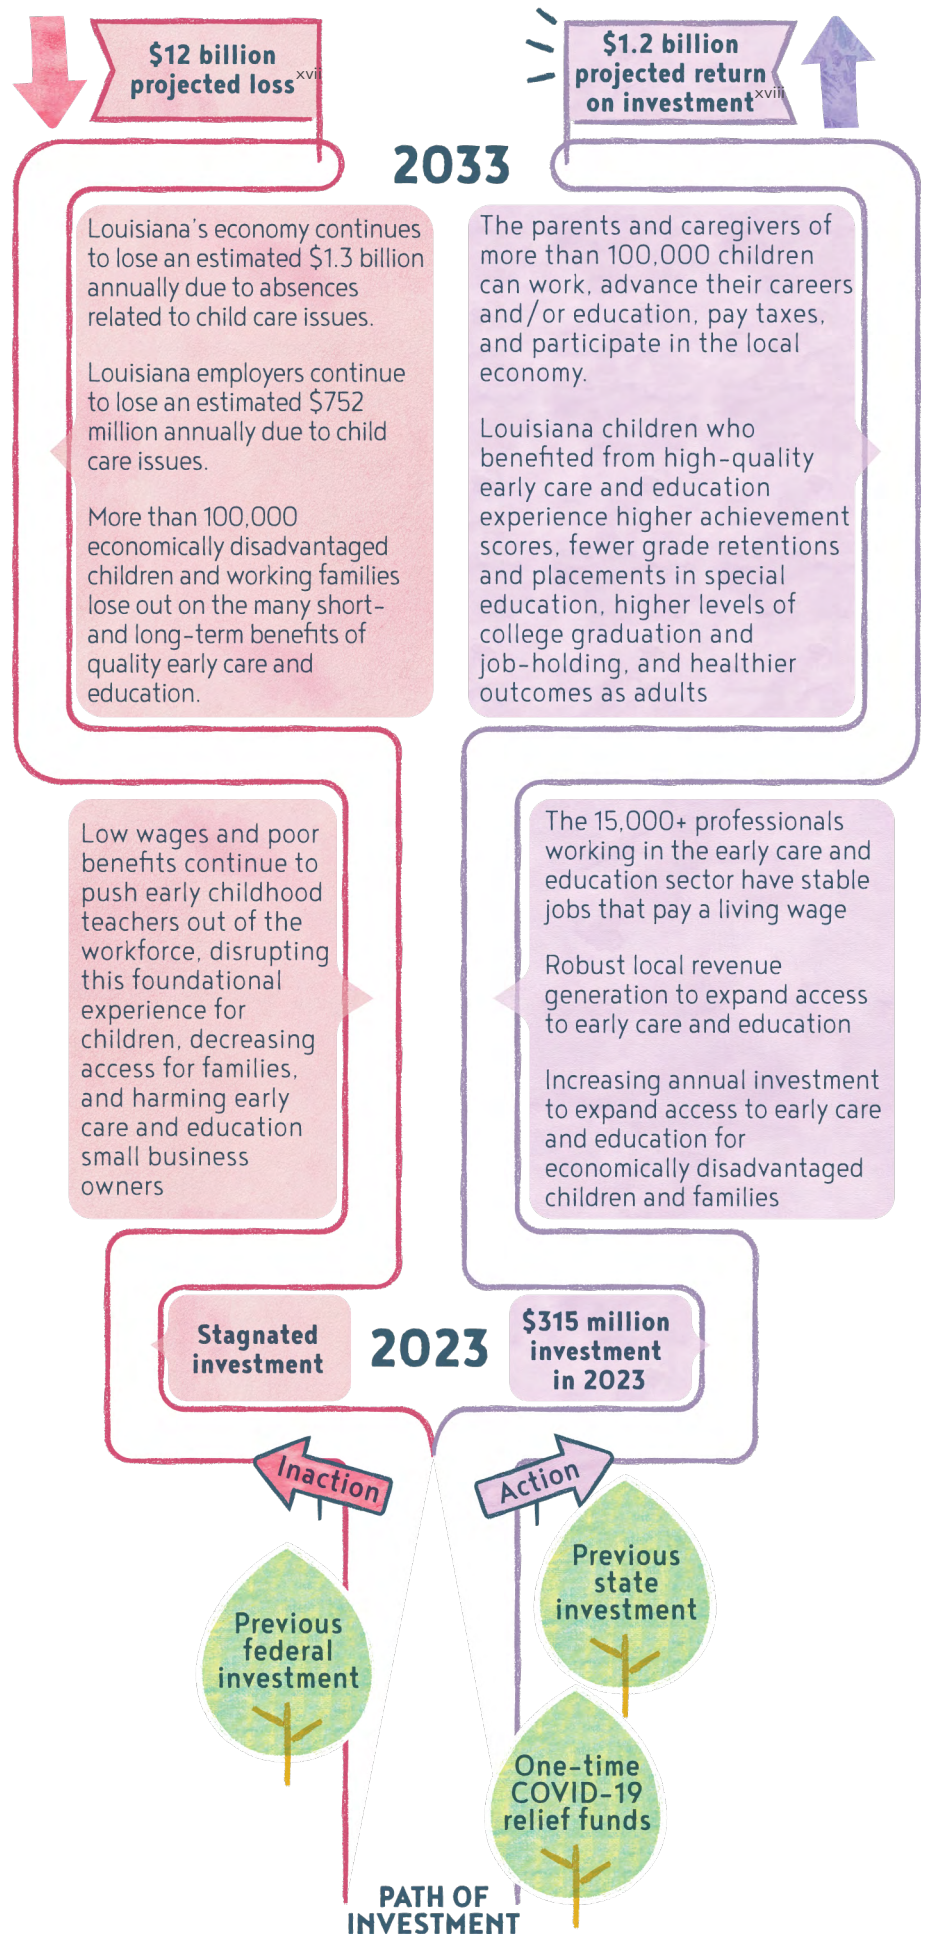 $12 billion
projected loss xvii
$1.2 billion
projected return
on investment xviii
2033
Louisiana's economy continues
to lose an estimated $1.3 billion
annually due to absences
related to child care issues.
Louisiana employers continue
to lose an estimated $752
million annually due to child
care issues.
More than 100,000
economically disadvantaged
children and working families
lose out on the many short-
and long-term benefits of
quality early care and
education.
The parents and caregivers of
more than 100,000 children
can work, advance their careers
and/or education, pay taxes,
and participate in the local
economy.
Louisiana children who
benefited from high-quality
early care and education
experience higher achievement
scores, fewer grade retentions
and placements in special
education, higher levels of
college graduation and
job-holding, and healthier
outcomes as adults
Low wages and poor
benefits continue to
push early childhood
teachers out of the
workforce, disrupting
this foundational
experience for
children, decreasing
access for families,
and harming early
care and education
small business
owners
The 15,000+ professionals
working in the early care and
education sector have stable
jobs that pay a living wage
Robust local revenue
generation to expand access
to early care and education
Increasing annual investment
to expand access to early care
and education for
economically disadvantaged
children and families
Stagnated
investment
2023
$315 million
investment
in 2023
Inaction
Action
Previous
state
investment
Previous
federal
investment
One-time
COVID-19
relief funds
PATH OF
INVESTMENT